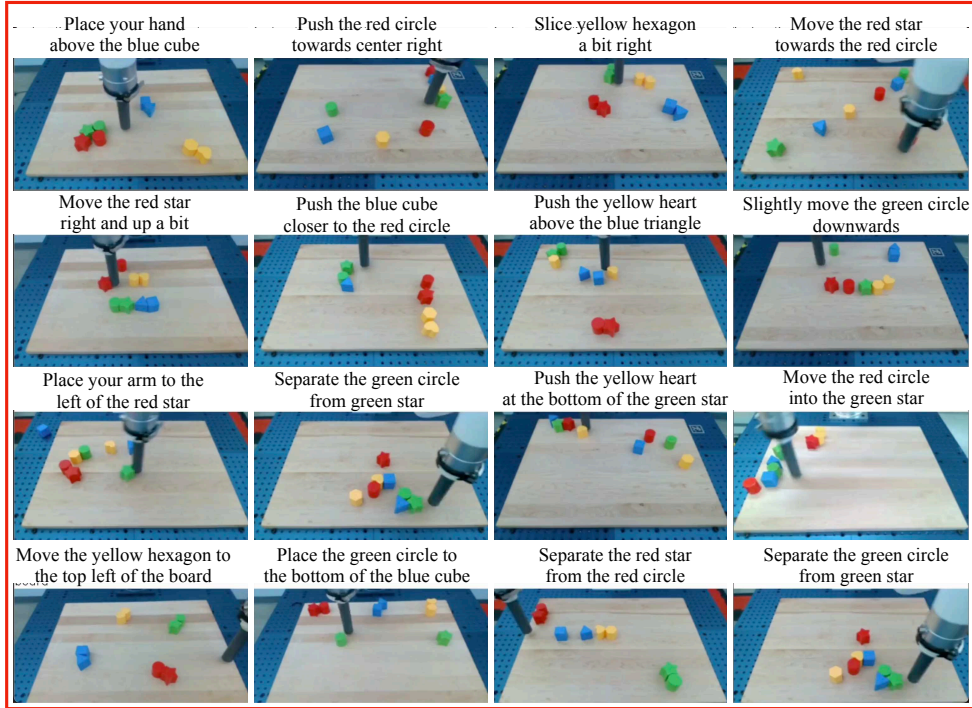 Place your hand
above the blue cube
Push the red circle
towards center right
Slice yellow hexagon
a bit right
Move the red star
towards the red circle
Move the red star
right and up a bit
Push the blue cube
closer to the red circle
Push the yellow heart
above the blue triangle
Slightly move the green circle
downwards
Place your arm to the
left of the red star
Separate the green circle
from green star
Push the yellow heart
at the bottom of the green star
Move the red circle
into the green star
Move the yellow hexagon to
the top left of the board
Place the green circle to
the bottom of the blue cube
Separate the red star
from the red circle
Separate the green circle
from green star